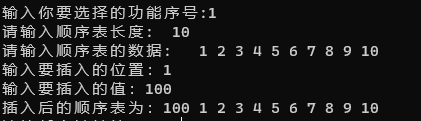 输入你要选择的功能序号:1
请输入顺序表长度:  10
请输入顺序表的数据:   1 2 3 4 5 6 7 8 9 10
输入要插入的位置: 1
输入要插入的值: 100
插入后的顺序表为: 100 1 2 3 4 5 6 7 8 9 10